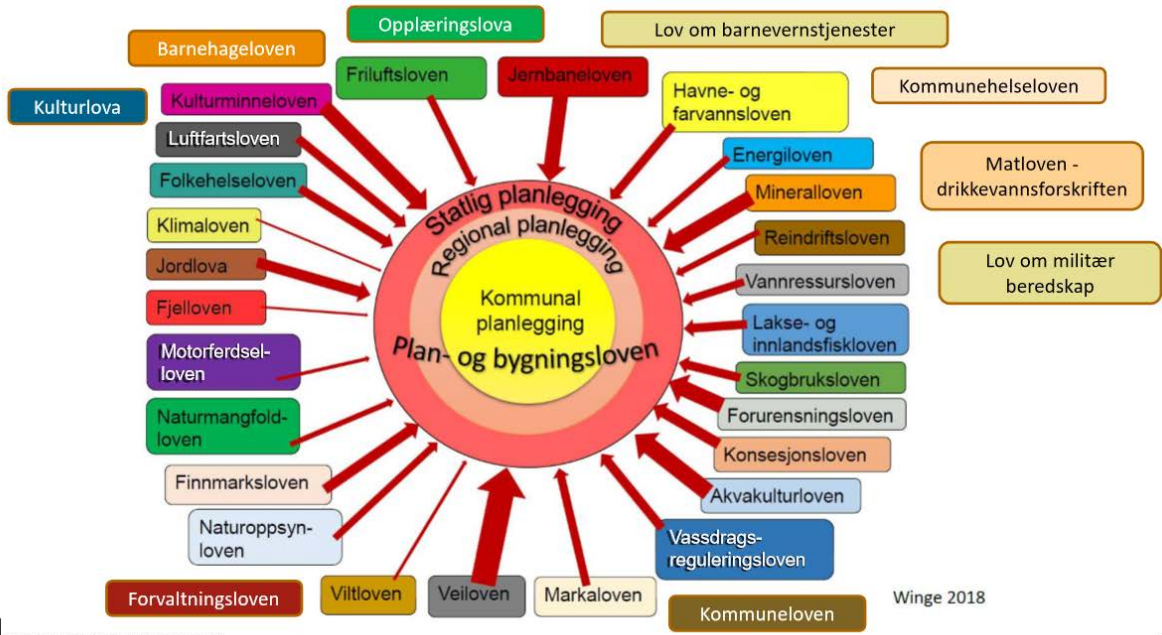 Opplæringslova
Lov om barnevernstjenester
Barnehageloven
Friluftsloven
Jernbaneloven
Kommunehelseloven
Kulturlova
Kulturminneloven
Havne- og
farvannsloven
Luftfartsloven
Energiloven
Matloven -
drikkevannsforskriften
Folkehelseloven
Mineralloven
Statlig planlegging
Regional planlegging
Klimaloven
Reindriftsloven
Jordlova
Vannressursloven
Lov om militær
beredskap
Fjelloven
Kommunal
planlegging
Lakse- og
innlandsfiskloven
Plan- og bygningsloven
Motorferdsel-
loven
Skogbruksloven
Naturmangfold-
loven
Forurensningsloven
Konsesjonsloven
Finnmarksloven
Akvakulturloven
Naturoppsyn-
loven
Vassdrags-
reguleringsloven
Forvaltningsloven
Viltloven
Veiloven
Markaloven
Kommuneloven
Winge 2018